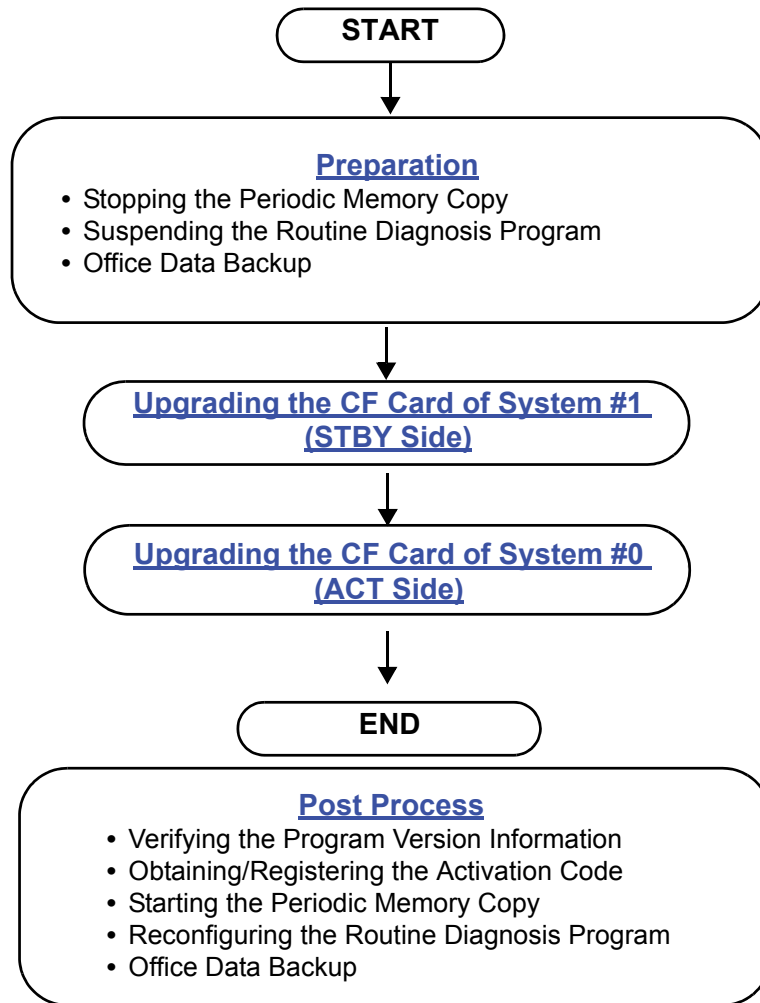 START
Preparation
• Stopping the Periodic Memory Copy
• Suspending the Routine Diagnosis Program
• Office Data Backup
Upgrading the CF Card of System #1
(STBY Side)
Upgrading the CF Card of System #0
(ACT Side)
END
Post Process
• Verifying the Program Version Information
• Obtaining/Registering the Activation Code
• Starting the Periodic Memory Copy
• Reconfiguring the Routine Diagnosis Program
• Office Data Backup